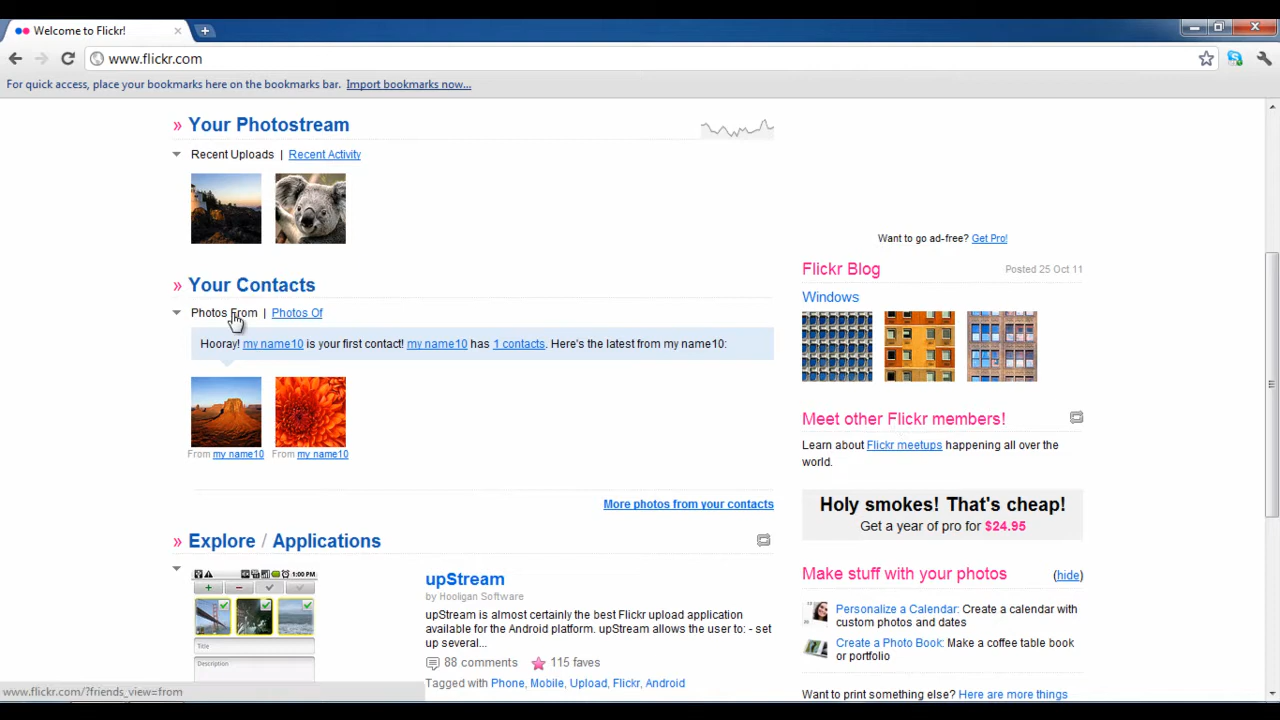 Welcome to Flickr!
www.flickr.com
For quick access, place your bookmarks here on the bookmarks bar. Import bookmarks now...
» Your Photostream
Recent Uploads | Recent Activity
» Your Contacts
Photos From | Photos Of
Hooray! my name10 is your first contact! my name10 has 1 contacts. Here's the latest from my name10:
From my name10 From my name10
More photos from your contacts
» Explore / Applications
1:00 PM
Title
Description
upStream
by Hooligan Software
upStream is almost certainly the best Flickr upload application
available for the Android platform. upStream allows the user to: - set
up several...
88 comments 115 faves
Tagged with Phone, Mobile, Upload, Flickr, Android
Want to go ad-free? Get Pro!
Flickr Blog Posted 25 Oct 11
Windows
Meet other Flickr members!
Learn about Flickr meetups happening all over the
world.
Holy smokes! That's cheap!
Get a year of pro for $24.95
Make stuff with your photos (hide)
Personalize a Calendar: Create a calendar with
custom photos and dates
Create a Photo Book: Make a coffee table book
or portfolio
Want to print something else? Here are more things
www.flickr.com/?friends_view=from